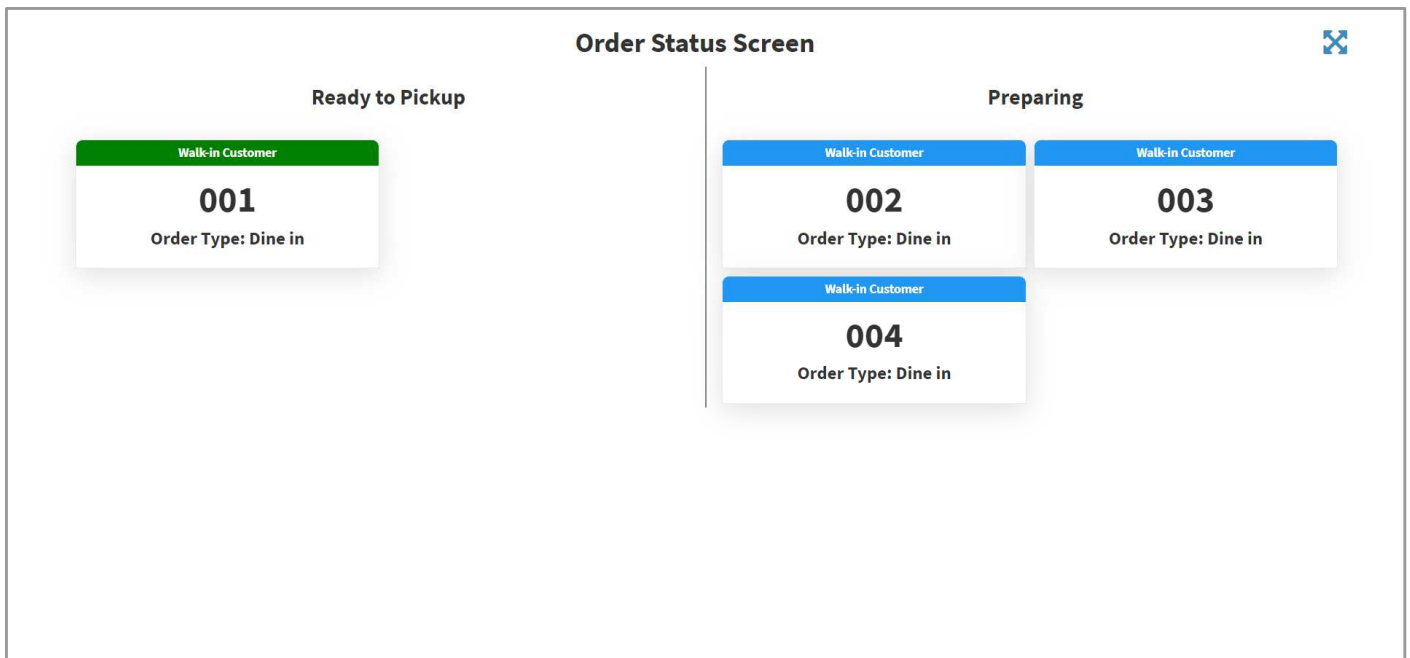 Order Status Screen
Ready to Pickup
Walk-in Customer
001
Order Type: Dine in
Preparing
Walk-in Customer
002
Order Type: Dine in
Walk-in Customer
003
Order Type: Dine in
Walk-in Customer
004
Order Type: Dine in